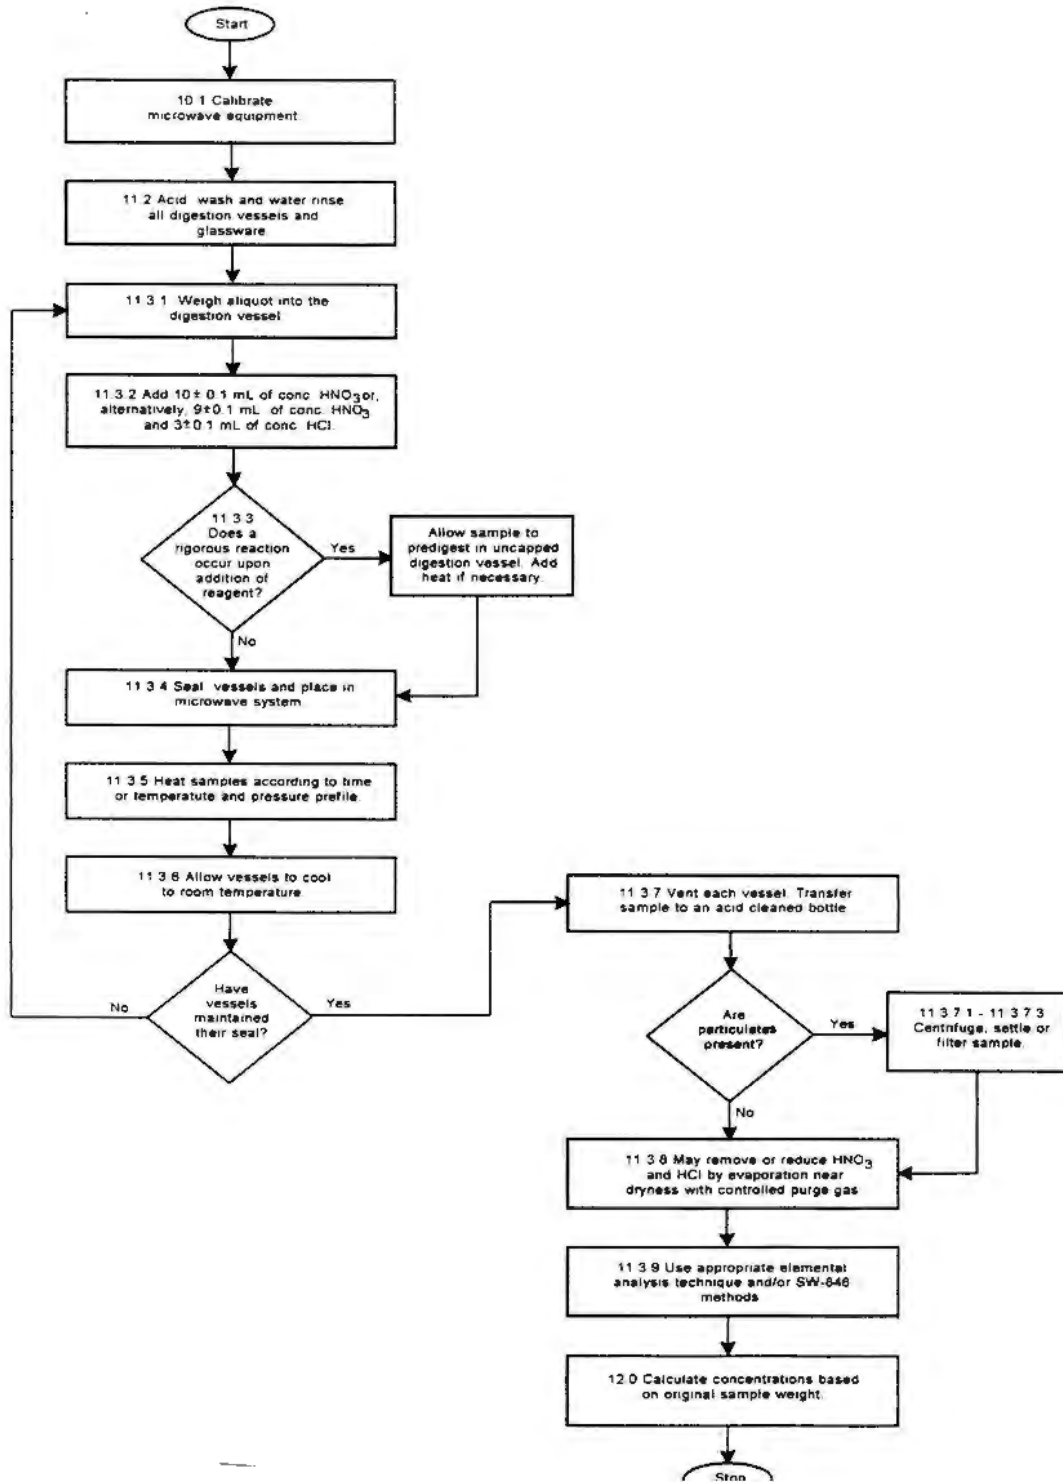 Start
10.1 Calibrate
microwave equipment
11.2 Acid wash and water rinse
all digestion vessels and
glassware
11.3.1 Weigh aliquot into the
digestion vessel
11.3.2 Add 10± 0.1 mL of conc. HNO3 or,
alternatively, 9±0.1 mL of conc. HNO3
and 3±0.1 mL of conc. HCl.
11.3.3
Does a
rigorous reaction
occur upon
addition of
reagent?
Yes
Allow sample to
predigest in uncapped
digestion vessel. Add
heat if necessary.
No
11.3.4 Seal vessels and place in
microwave system
11.3.5 Heat samples according to time
or temperatute and pressure prefile.
11.3.6 Allow vessels to cool
to room temperature
Have
vessels
maintained
their seal?
No
Yes
11.3.7 Vent each vessel. Transfer
sample to an acid cleaned bottle
Are
particulates
present?
Yes
11.3.7.1 - 11.3.7.3
Centrifuge, settle or
filter sample.
No
11.3.8 May remove or reduce HNO3
and HCl by evaporation near
dryness with controlled purge gas
11.3.9 Use appropriate elemental
analysis technique and/or SW-846
methods
12.0 Calculate concentrations based
on original sample weight.
Stop